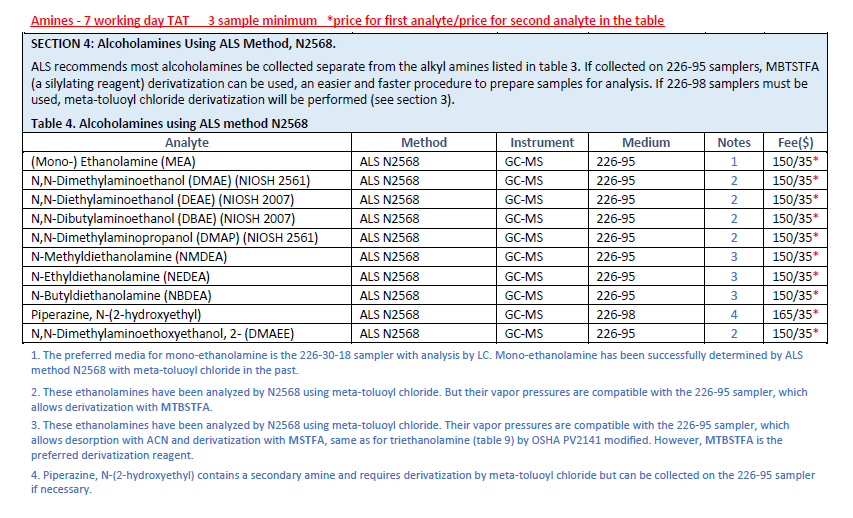 Amines - 7 working day TAT 3 sample minimum *price for first analyte/price for second analyte in the table
SECTION 4: Alcoholamines Using ALS Method, N2568.
ALS recommends most alcoholamines be collected separate from the alkyl amines listed in table 3. If collected on 226-95 samplers, MBTSTFA
(a silylating reagent) derivatization can be used, an easier and faster procedure to prepare samples for analysis. If 226-98 samplers must be
used, meta-toluoyl chloride derivatization will be performed (see section 3).
Table 4. Alcoholamines using ALS method N2568
Analyte Method Instrument Medium Notes Fee($)
(Mono-) Ethanolamine (MEA) ALS N2568 GC-MS 226-95 1 150/35*
N,N-Dimethylaminoethanol (DMAE) (NIOSH 2561) ALS N2568 GC-MS 226-95 2 150/35*
N,N-Diethylaminoethanol (DEAE) (NIOSH 2007) ALS N2568 GC-MS 226-95 2 150/35*
N,N-Dibutylaminoethanol (DBAE) (NIOSH 2007) ALS N2568 GC-MS 226-95 2 150/35*
N,N-Dimethylaminopropanol (DMAP) (NIOSH 2561) ALS N2568 GC-MS 226-95 2 150/35*
N-Methyldiethanolamine (NMDEA) ALS N2568 GC-MS 226-95 3 150/35*
N-Ethyldiethanolamine (NEDEA) ALS N2568 GC-MS 226-95 3 150/35*
N-Butyldiethanolamine (NBDEA) ALS N2568 GC-MS 226-95 3 150/35*
Piperazine, N-(2-hydroxyethyl) ALS N2568 GC-MS 226-98 4 165/35*
N,N-Dimethylaminoethoxyethanol, 2- (DMAEE) ALS N2568 GC-MS 226-95 2 150/35*
1. The preferred media for mono-ethanolamine is the 226-30-18 sampler with analysis by LC. Mono-ethanolamine has been successfully determined by ALS
method N2568 with meta-toluoyl chloride in the past.
2. These ethanolamines have been analyzed by N2568 using meta-toluoyl chloride. But their vapor pressures are compatible with the 226-95 sampler, which
allows derivatization with MTBSTFA.
3. These ethanolamines have been analyzed by N2568 using meta-toluoyl chloride. Their vapor pressures are compatible with the 226-95 sampler, which
allows desorption with ACN and derivatization with MSTFA, same as for triethanolamine (table 9) by OSHA PV2141 modified. However, MTBSTFA is the
preferred derivatization reagent.
4. Piperazine, N-(2-hydroxyethyl) contains a secondary amine and requires derivatization by meta-toluoyl chloride but can be collected on the 226-95 sampler
if necessary.